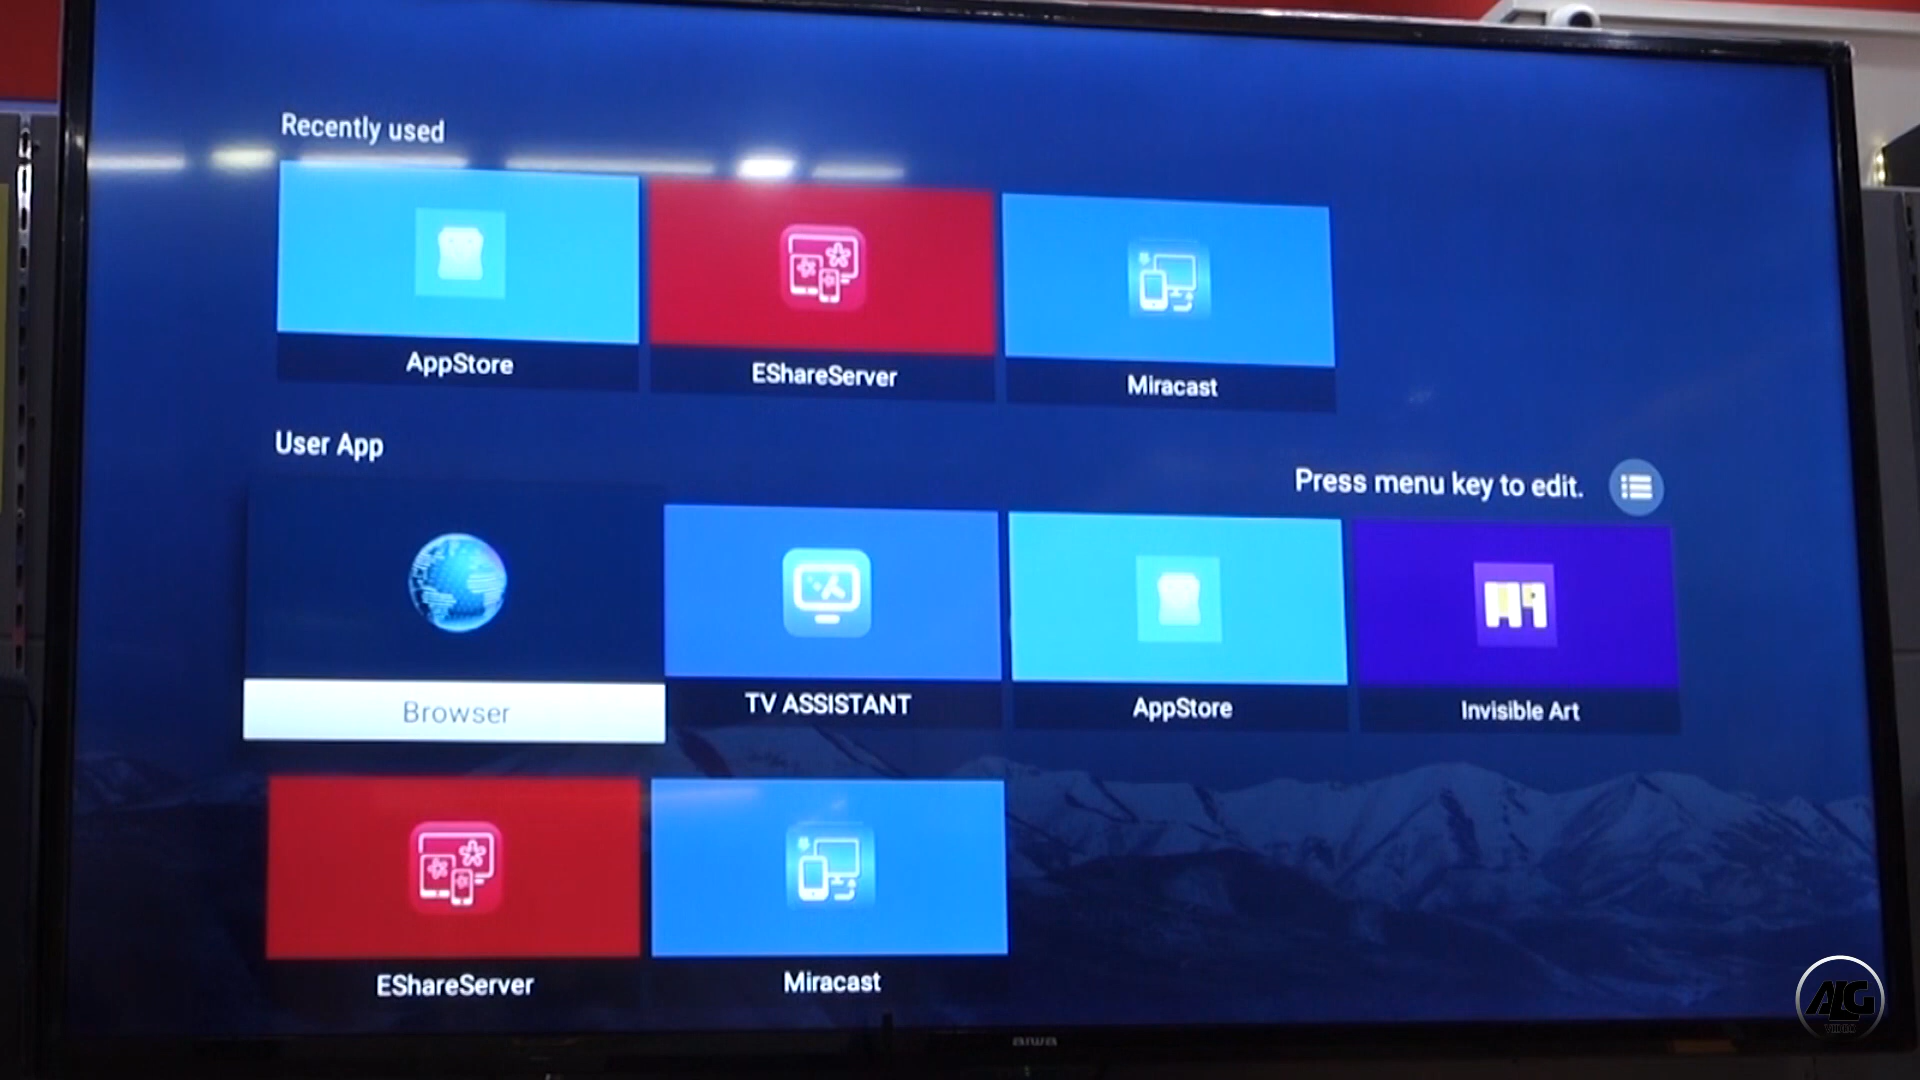 Recently used
AppStore
EShareServer
Miracast
User App
Press menu key to edit.
Browser
TV ASSISTANT
AppStore
Invisible Art
EShareServer
Miracast
aiwa
ALG
VIDEO